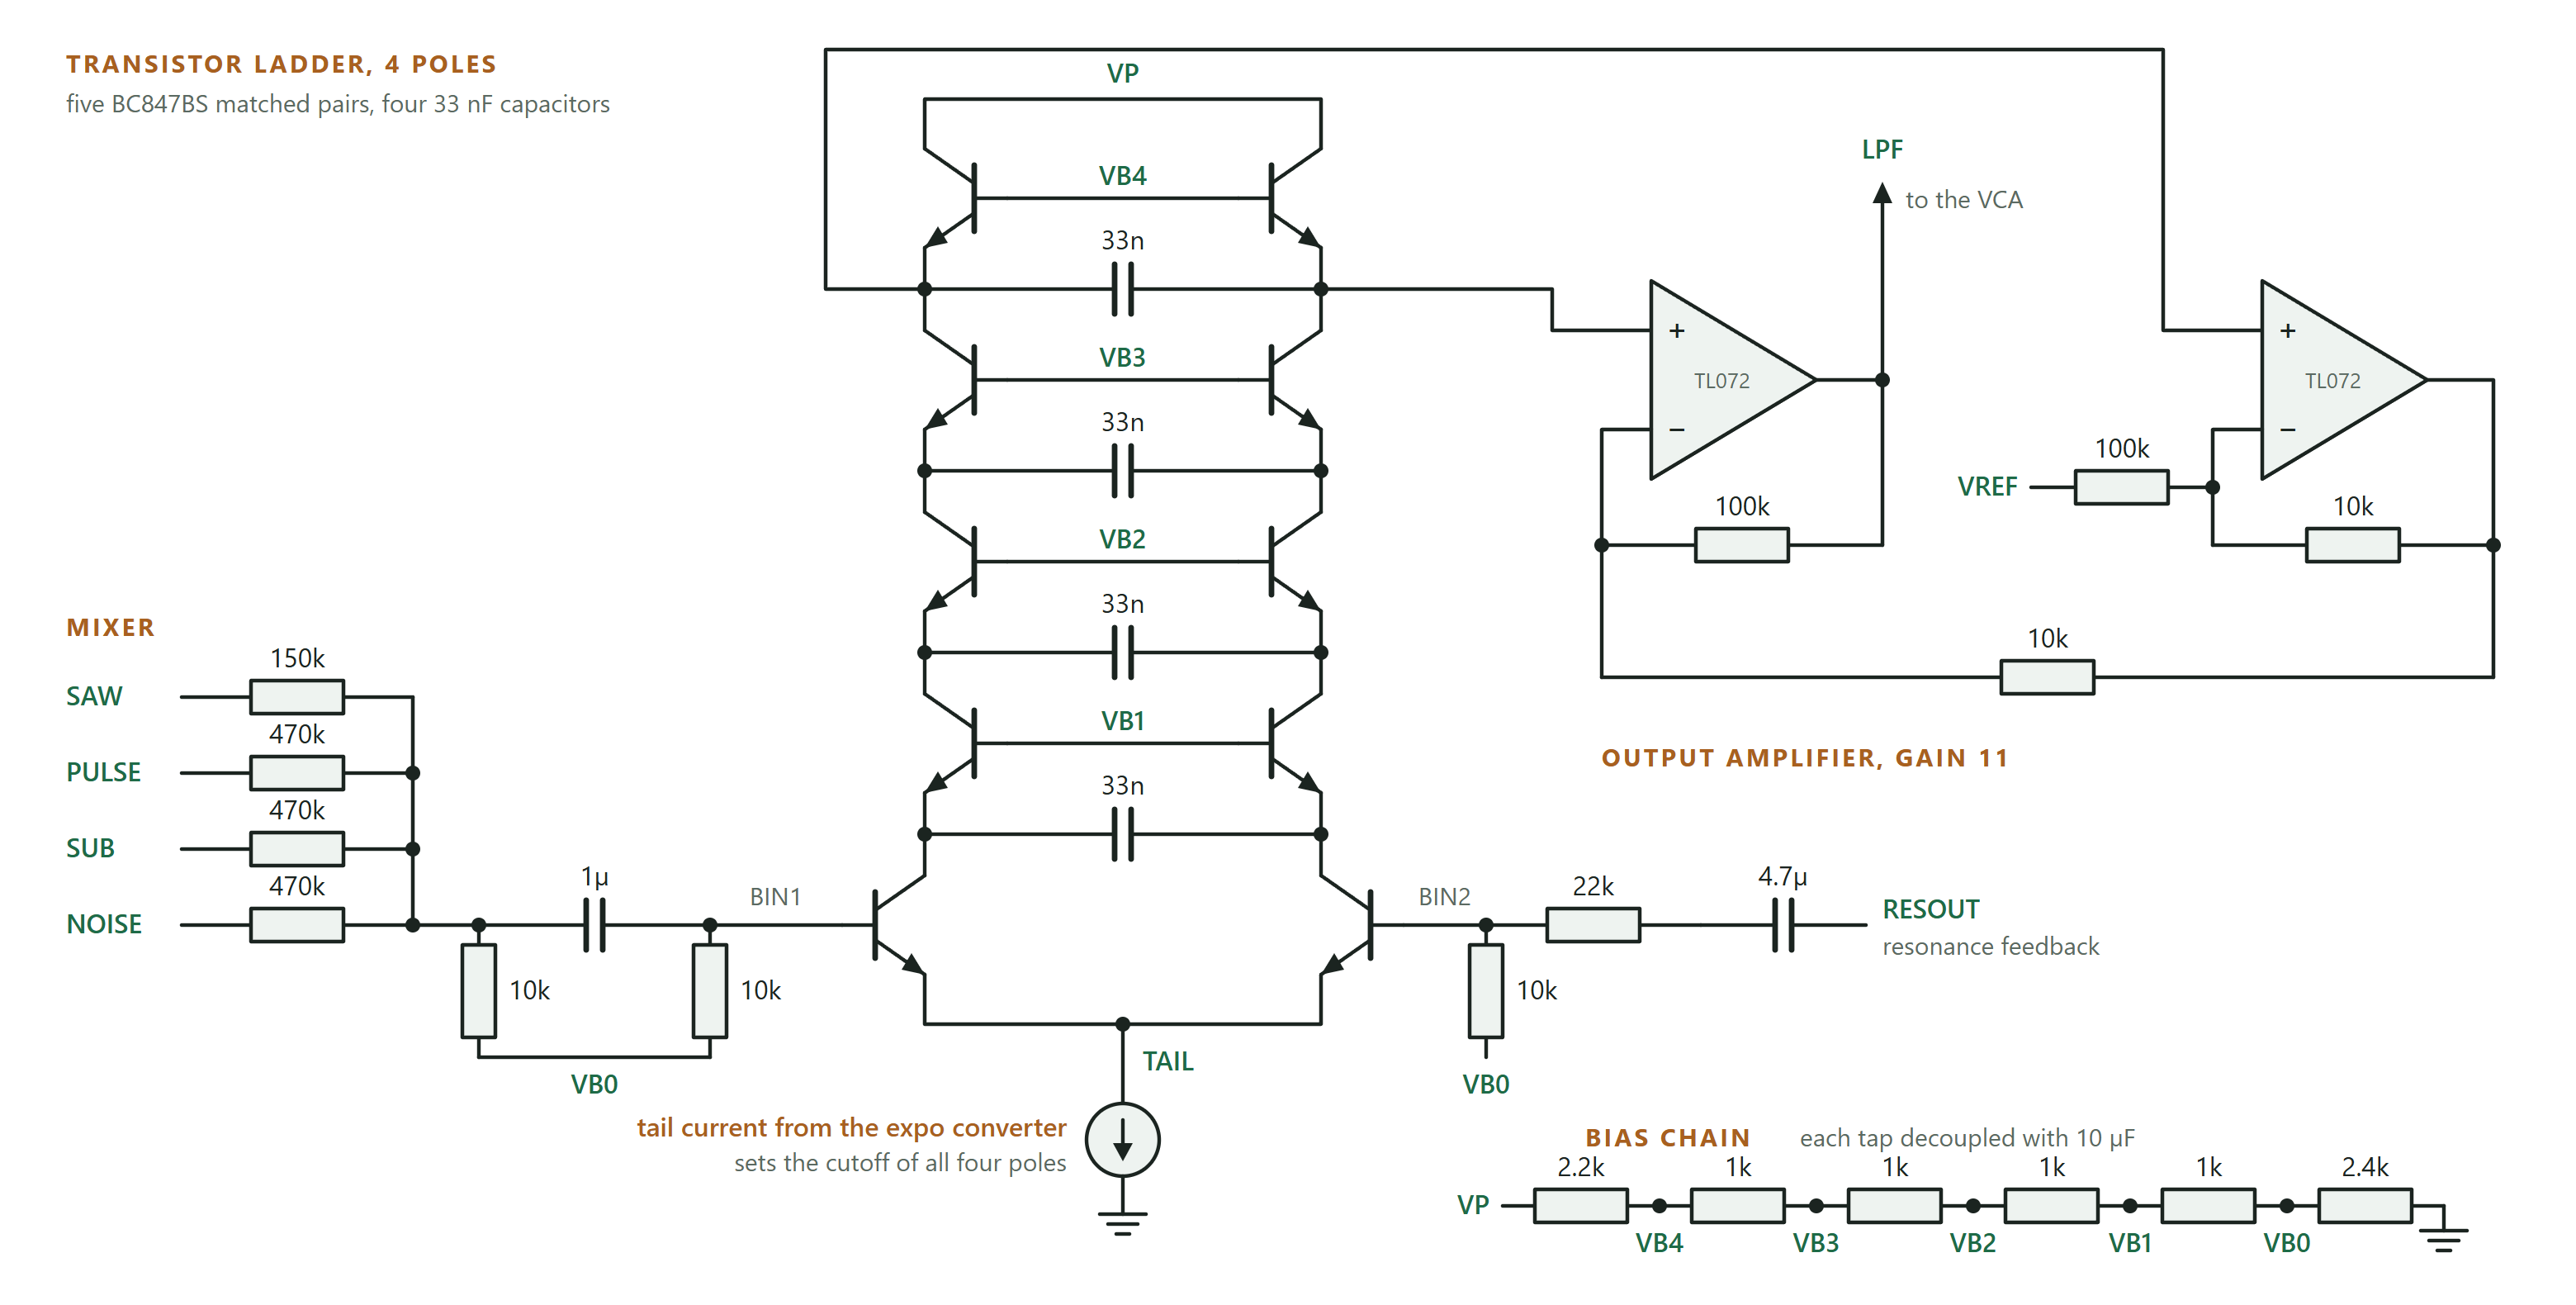 TRANSISTOR LADDER, 4 POLES
five BC847BS matched pairs, four 33 nF capacitors
VP
VB4
33n
VB3
33n
VB2
33n
VB1
33n
LPF
to the VCA
+
TL072
−
100k
+
TL072
−
VREF
100k
10k
10k
OUTPUT AMPLIFIER, GAIN 11
MIXER
SAW
150k
PULSE
470k
SUB
470k
NOISE
470k
10k
1µ
10k
VB0
BIN1
BIN2
22k
4.7µ
RESOUT
resonance feedback
10k
VB0
TAIL
tail current from the expo converter
sets the cutoff of all four poles
BIAS CHAIN
each tap decoupled with 10 µF
VP
2.2k
1k
1k
1k
1k
2.4k
VB4
VB3
VB2
VB1
VB0